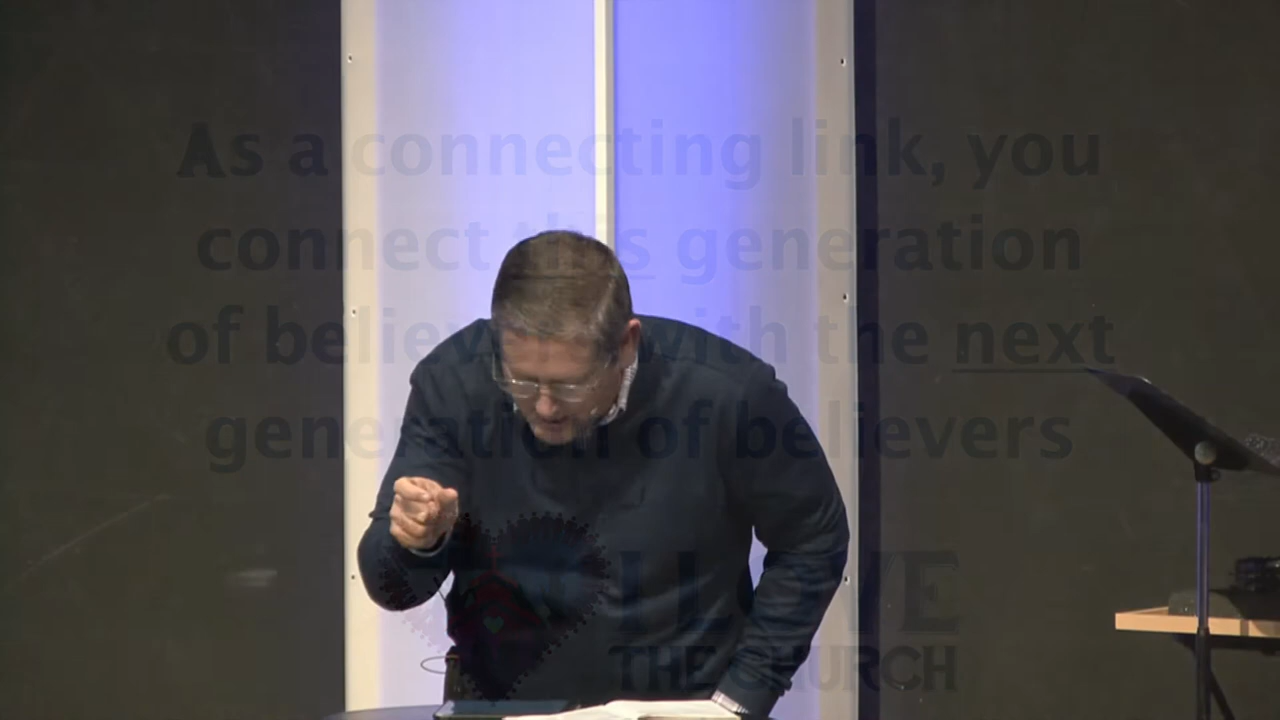 As a connecting link, you
connect this generation
of believers with the next
generation of believers
I LOVE
THE CHURCH